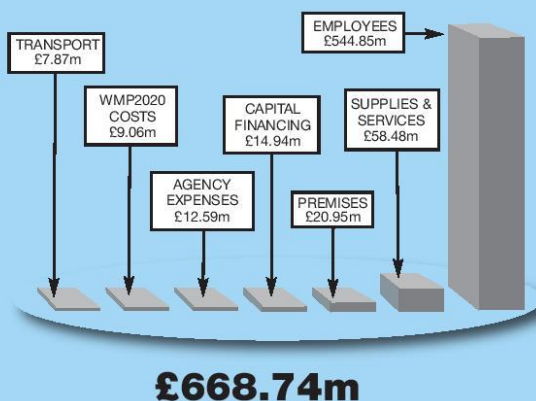 EMPLOYEES
£544.85m
TRANSPORT
£7.87m
WMP2020
COSTS
£9.06m
CAPITAL
FINANCING
£14.94m
SUPPLIES &
SERVICES
£58.48m
AGENCY
EXPENSES
£12.59m
PREMISES
£20.95m
£668.74m